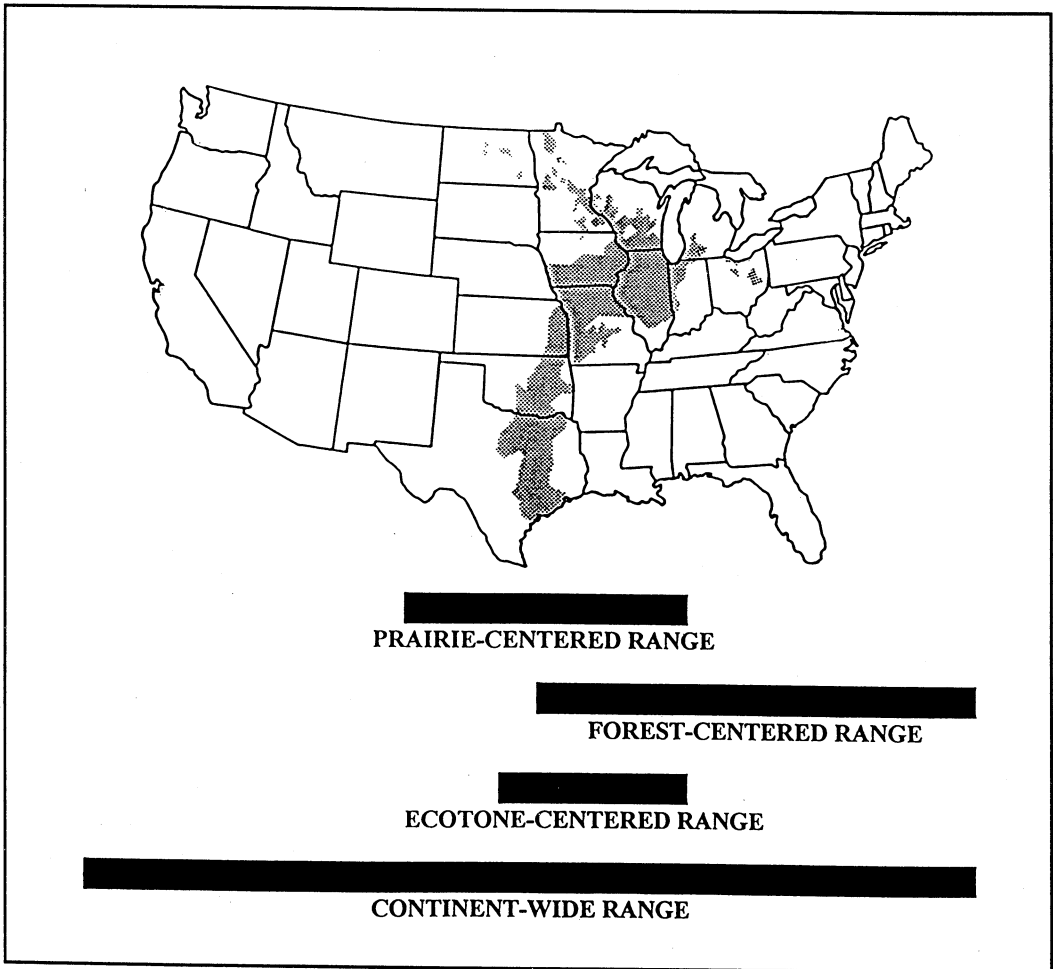 PRAIRIE-CENTERED RANGE
FOREST-CENTERED RANGE
ECOTONE-CENTERED RANGE
CONTINENT-WIDE RANGE